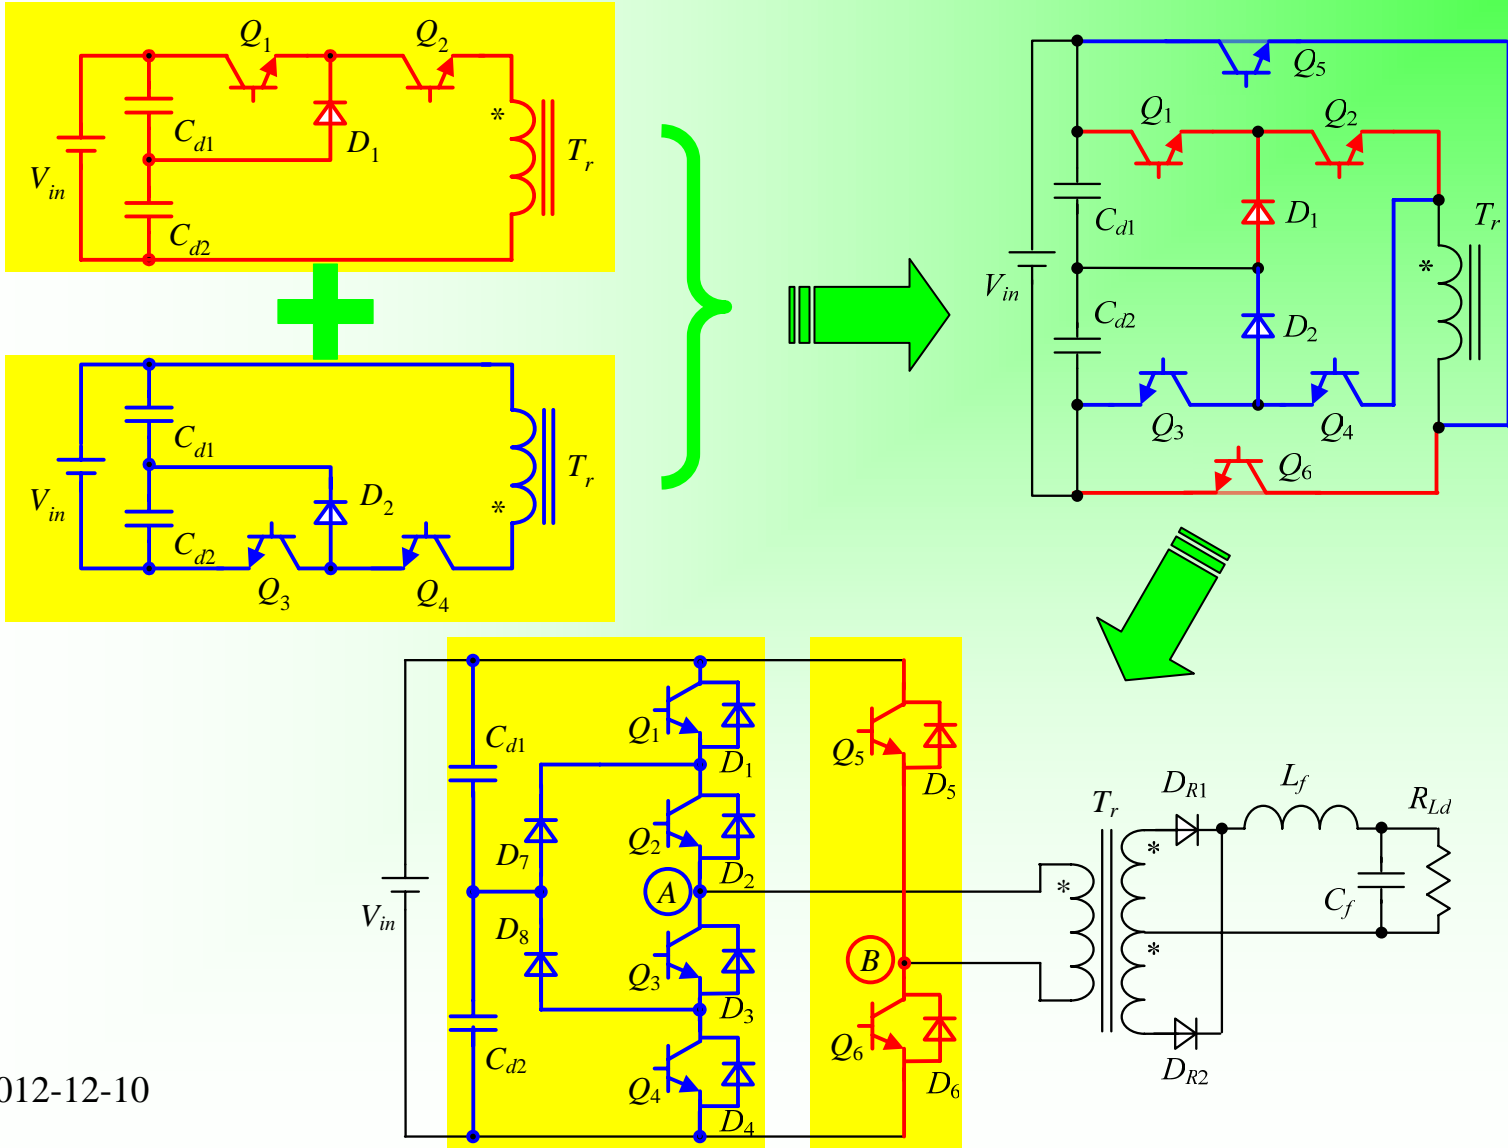 Q1 Q2
Cd1 D1 * Tr
Vin
Cd2
Cd1 Tr
Vin D2 *
Cd2
Q3 Q4
Q5
Q1 Q2
Cd1 D1 Tr
*
Vin
Cd2 D2
Q3 Q4
Q6
Cd1 Q1 D1 Q5 D5
D7 Q2 D2
Vin A
D8 Q3 D3 B
Cd2 Q4 D4 Q6 D6
Tr DR1 Lf RLd
* *
Cf
*
DR2
012-12-10